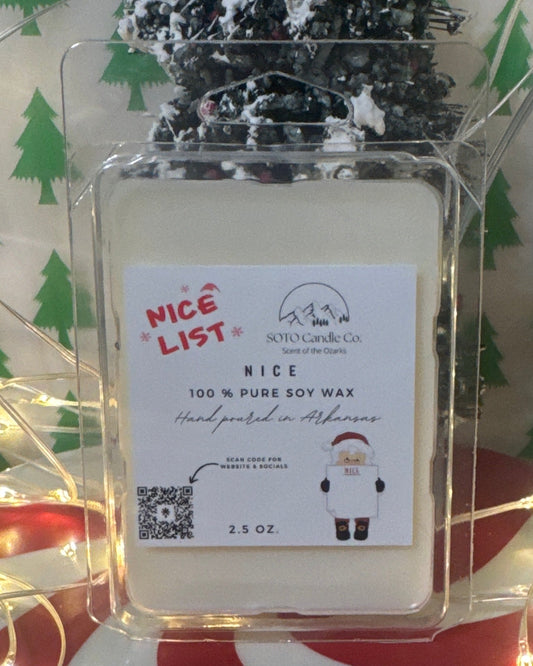 NICE
LIST
SOTO Candle Co.
Scent of the Ozarks
NICE
100 % PURE SOY WAX
Hand poured in Arkansas
SCAN CODE FOR
WEBSITE & SOCIALS
NICE
2.5 OZ.